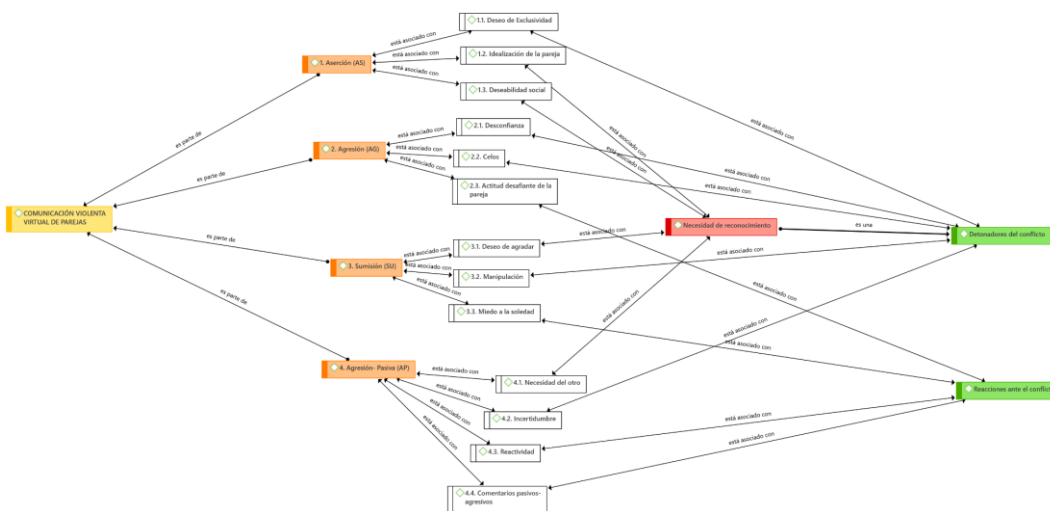 1.1. Deseo de Exclusividad
está asociado con
está asociado con
1.2. Idealización de la pareja
1. Aserción (AS)
está asociado con
1.3. Deseabilidad social
es parte de
2.1. Desconfianza
está asociado con
está asociado con
2. Agresión (AG)
está asociado con
2.2. Celos
está asociado con
está asociado con
está asociado con
está asociado con
es parte de
está asociado con
2.3. Actitud desafiante de la
pareja
está asociado con
COMUNICACIÓN VIOLENTA
VIRTUAL DE PAREJAS
Necesidad de reconocimiento
es una
Detonadores del conflicto
está asociado con
es parte de
3.1. Deseo de agradar
está asociado con
está asociado con
3. Sumisión (SU)
está asociado con
3.2. Manipulación
está asociado con
es parte de
está asociado con
3.3. Miedo a la soledad
está asociado con
está asociado con
está asociado con
4. Agresión- Pasiva (AP)
está asociado con
4.1. Necesidad del otro
Reacciones ante el conflict
está asociado con
4.2. Incertidumbre
está asociado con
está asociado con
está asociado con
4.3. Reactividad
está asociado con
4.4. Comentarios pasivos-
agresivos